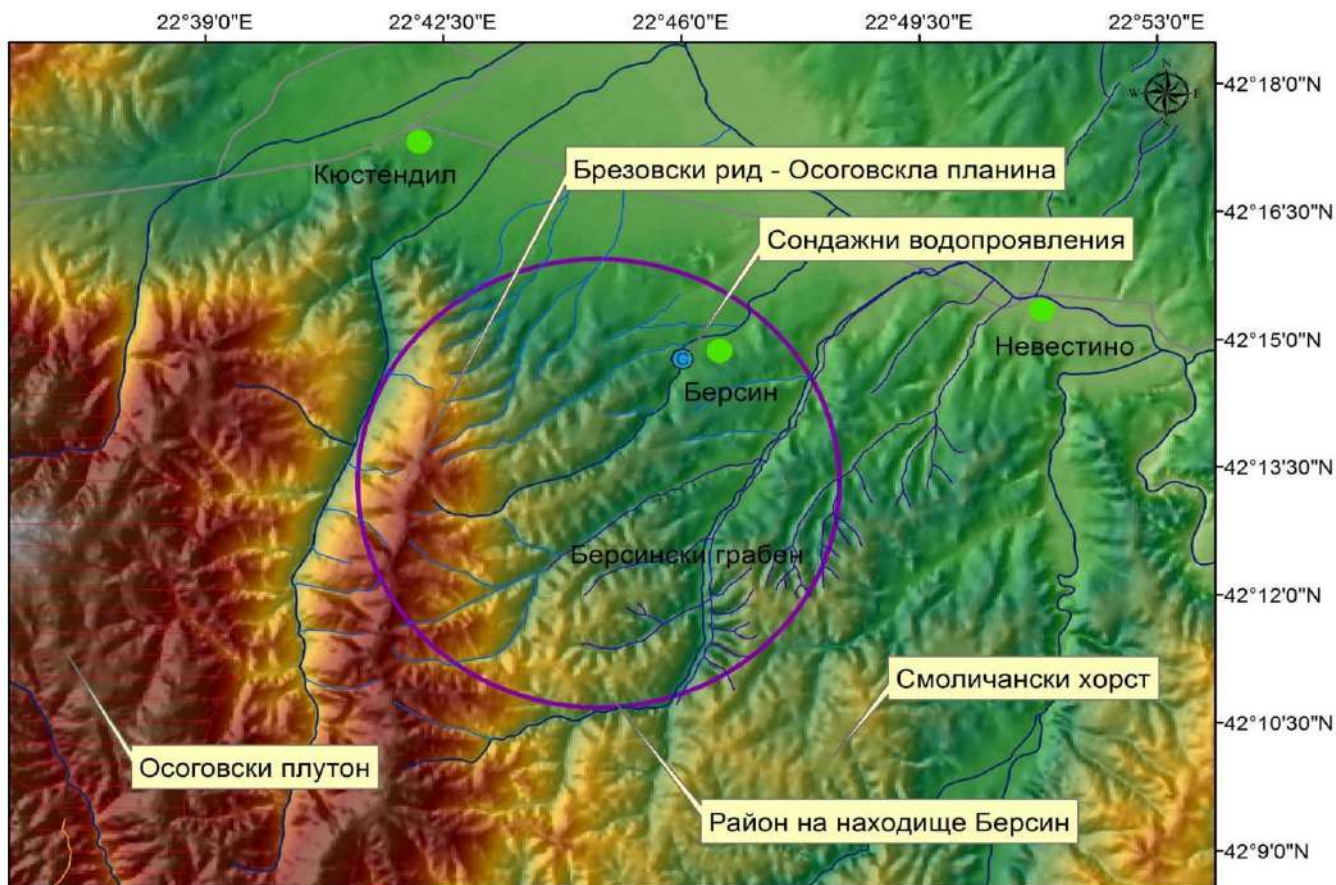 22°39'0"E
22°42'30"E
22°46'0"E
22°49'30"E
22°53'0"E
42°18'0"N
N
W
E
S
Кюстендил
Брезовски рид - Осоговскла планина
42°16'30"N
Сондажни водопроявления
Невестино
42°15'0"N
Берсин
42°13'30"N
Берсински грабен
42°12'0"N
Смоличански хорст
42°10'30"N
Осоговски плутон
Район на находище Берсин
42°9'0"N